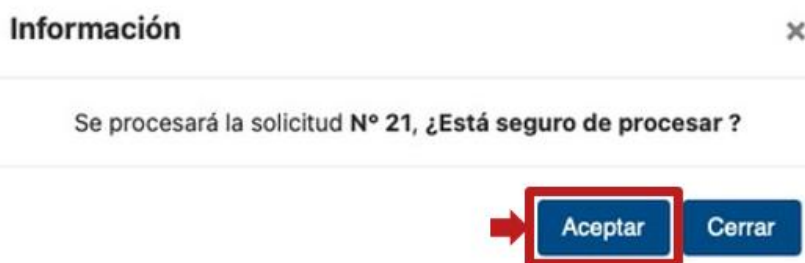 Información
×
Se procesará la solicitud Nº 21, ¿Está seguro de procesar ?
Aceptar
Cerrar